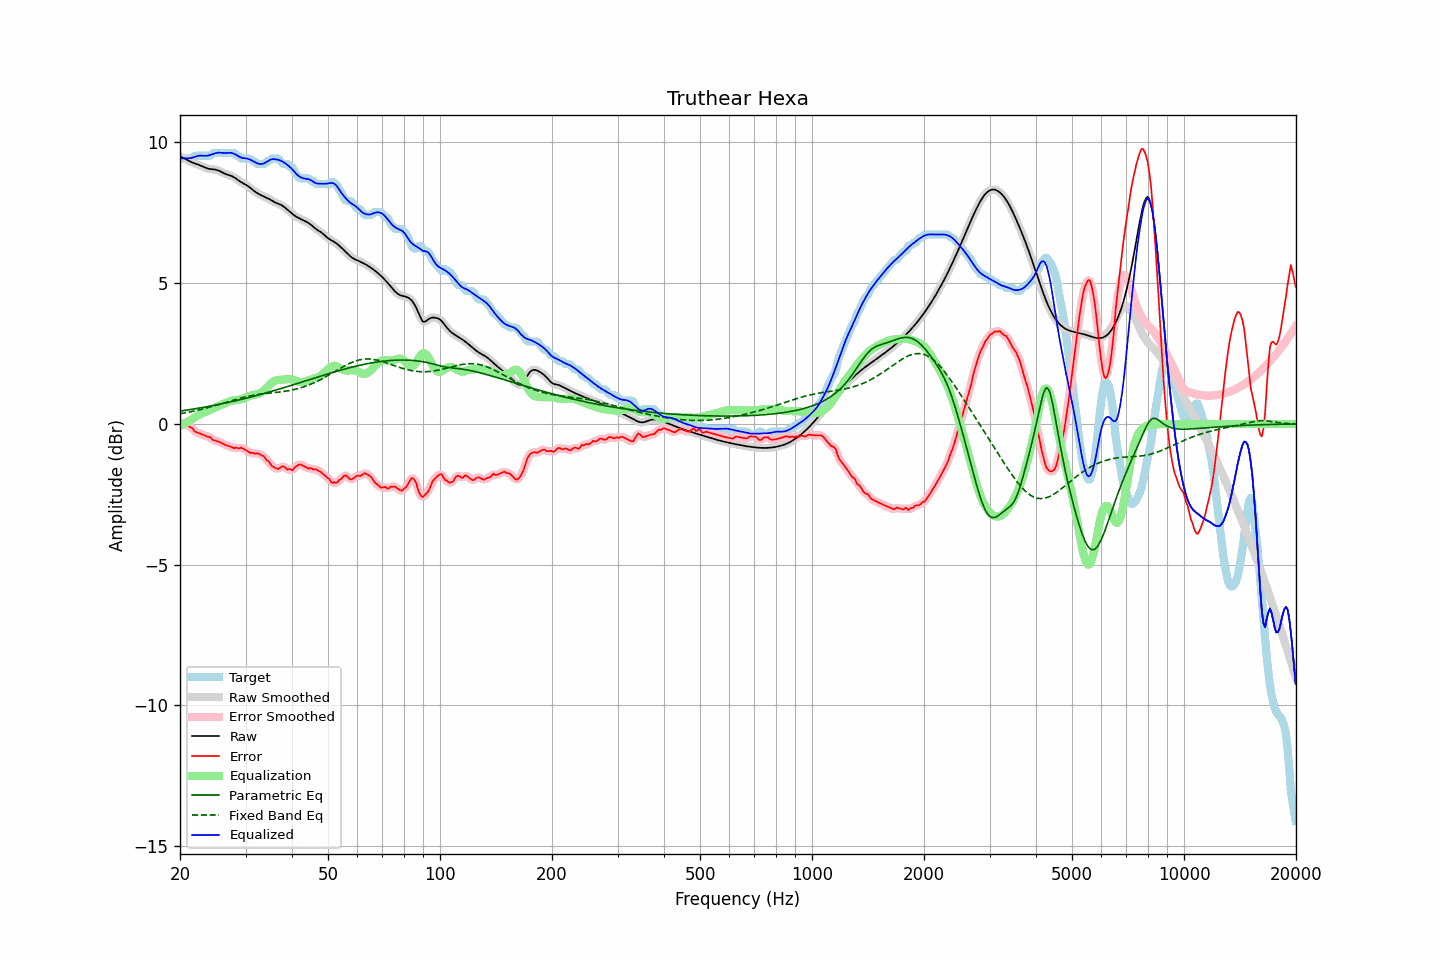 Truthear Hexa
Amplitude (dBr)
10
5
0
−5
−10
−15
Target
Raw Smoothed
Error Smoothed
Raw
Error
Equalization
Parametric Eq
Fixed Band Eq
Equalized
20
50
100
200
500
1000
2000
5000
10000
20000
Frequency (Hz)